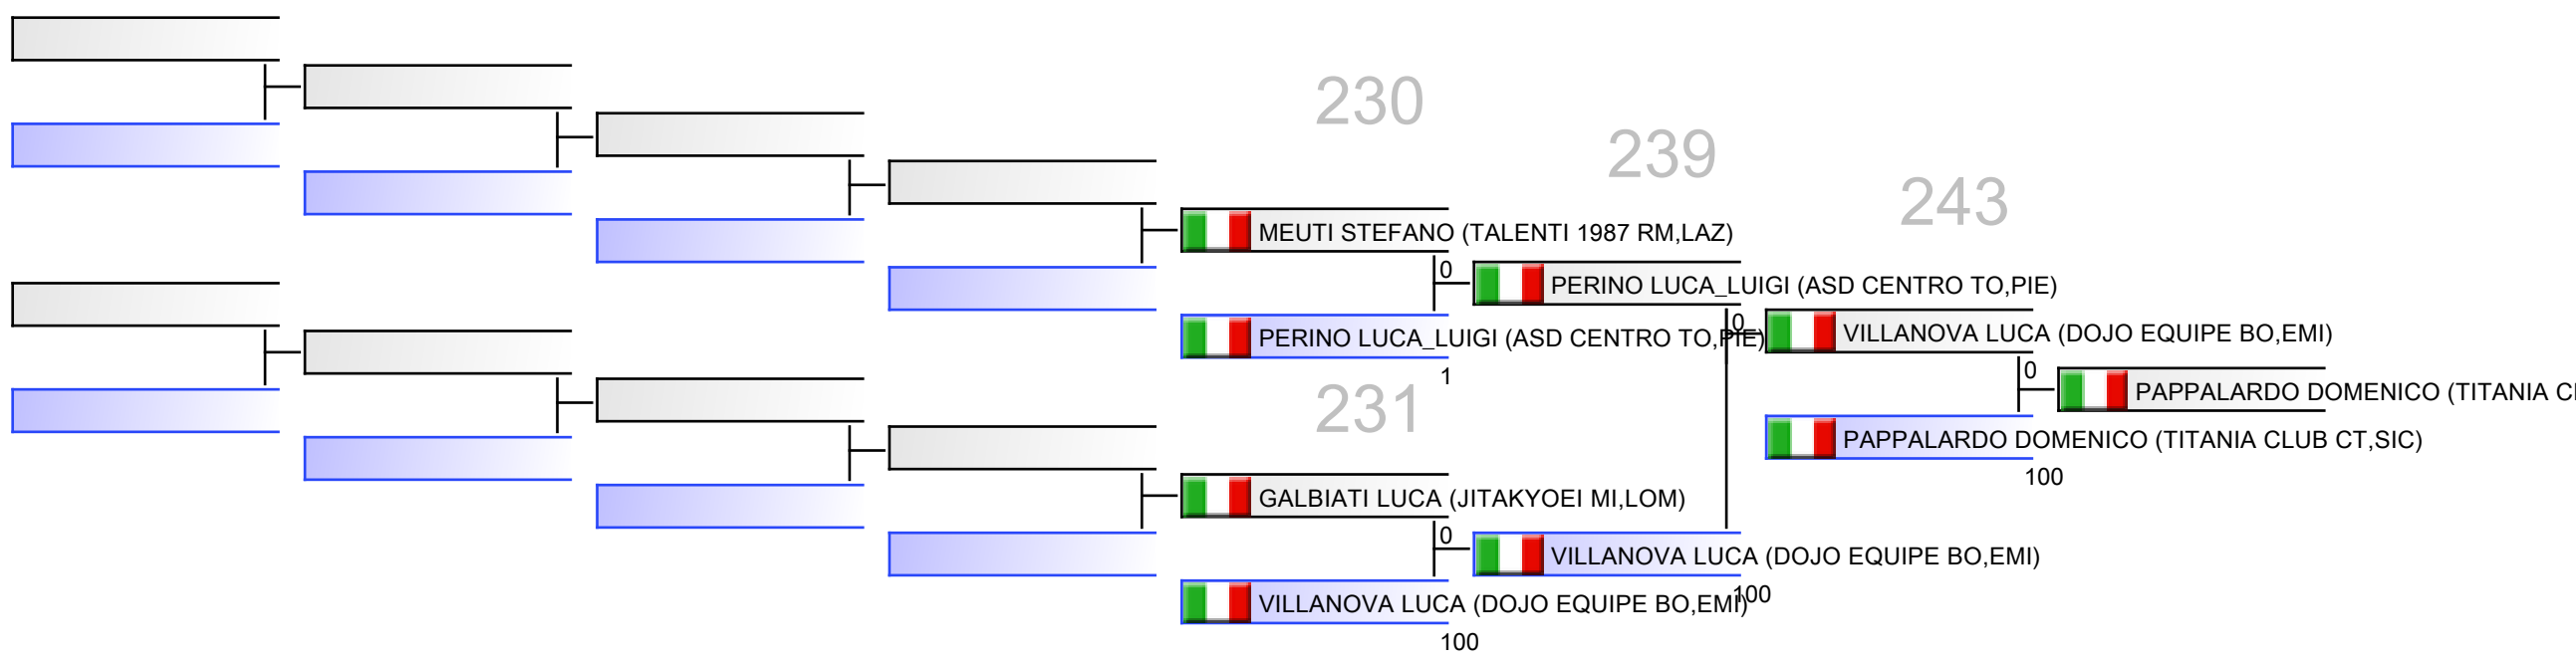 230
239
243
MEUTI STEFANO (TALENTI 1987 RM,LAZ)
0
PERINO LUCA_LUIGI (ASD CENTRO TO,PIE)
0
VILLANOVA LUCA (DOJO EQUIPE BO,EMI)
PERINO LUCA_LUIGI (ASD CENTRO TO,PIE)
1
0
PAPPALARDO DOMENICO (TITANIA C
231
PAPPALARDO DOMENICO (TITANIA CLUB CT,SIC)
100
GALBIATI LUCA (JITAKYOEI MI,LOM)
0
VILLANOVA LUCA (DOJO EQUIPE BO,EMI)
100
VILLANOVA LUCA (DOJO EQUIPE BO,EMI)
100